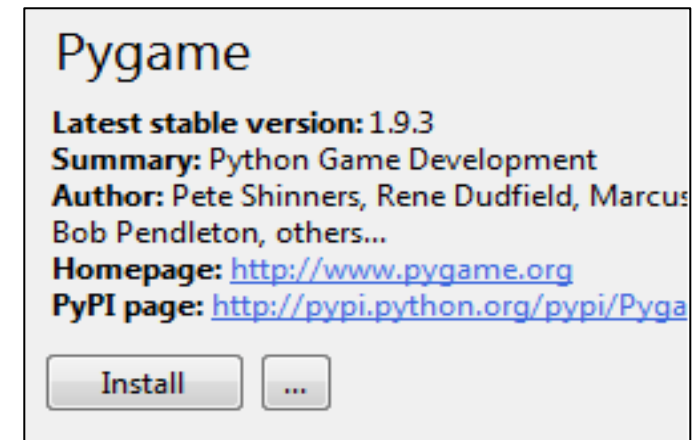 Pygame
Latest stable version: 1.9.3
Summary: Python Game Development
Author: Pete Shinners, Rene Dudfield, Marcus
Bob Pendleton, others...
Homepage: http://www.pygame.org
PyPI page: http://pypi.python.org/pypi/Pyga
Install ...